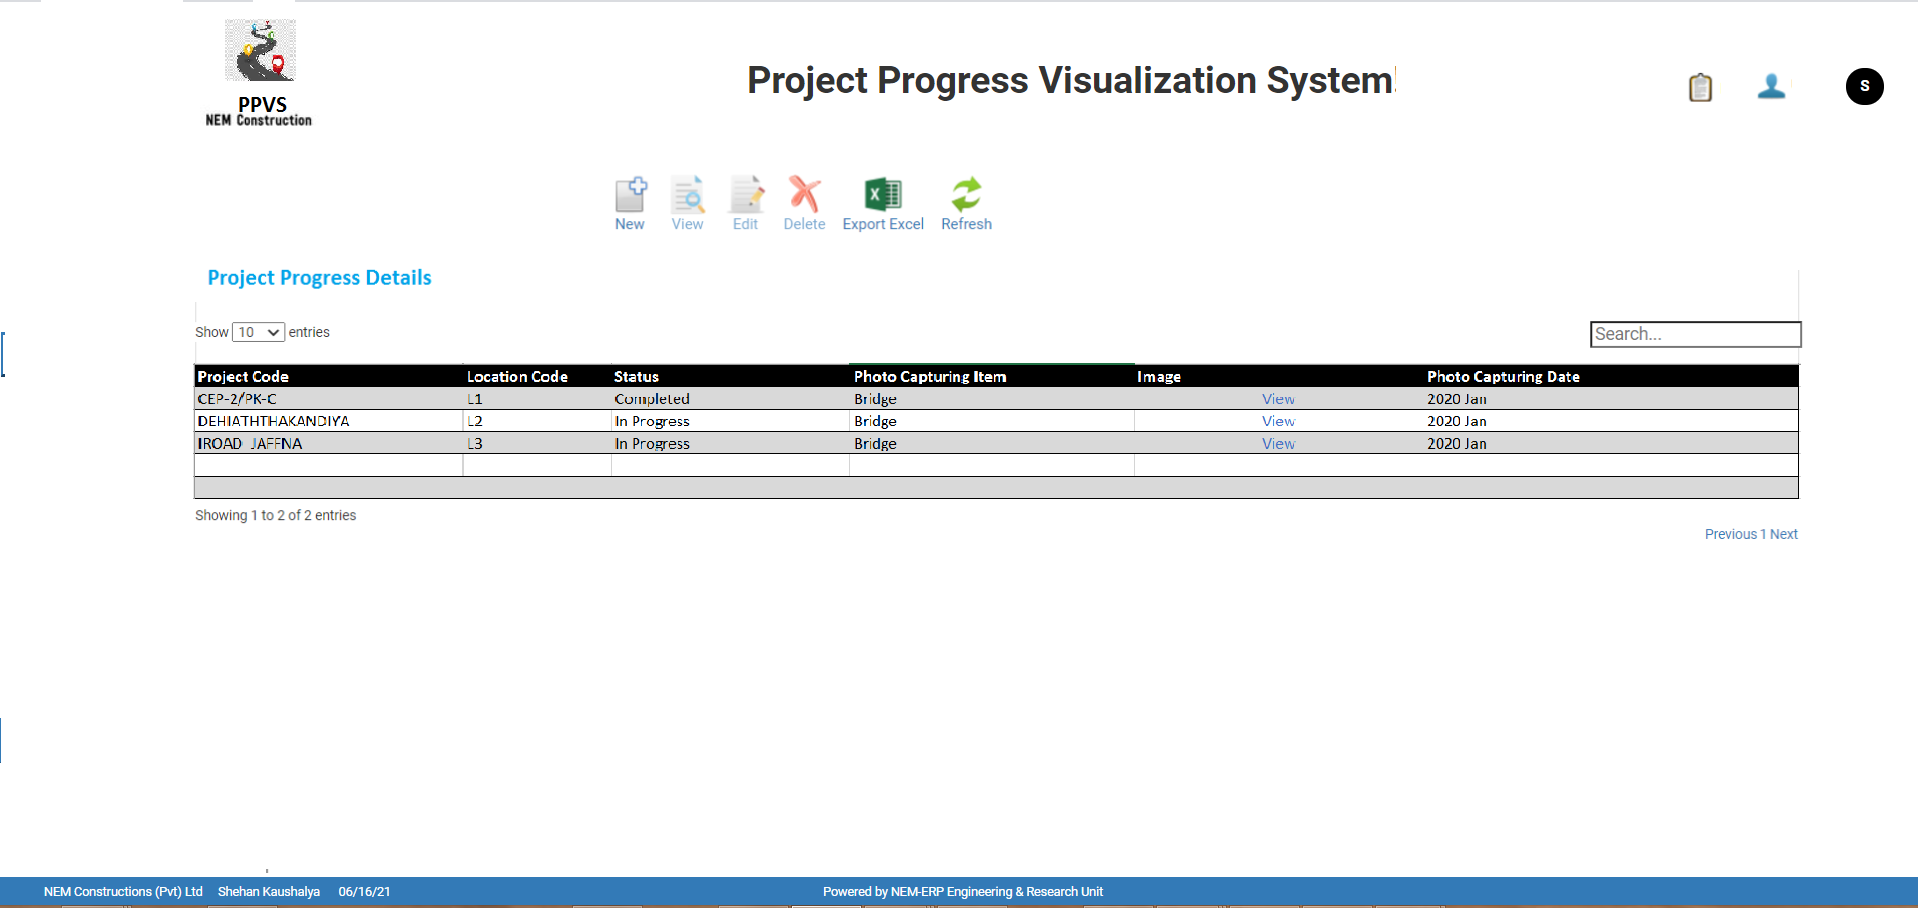 PPVS
NEM Construction
Project Progress Visualization System!
S
New View Edit Delete Export Excel Refresh
Project Progress Details
Show 10 entries
Search...
Project Code Location Code Status Photo Capturing Item Image Photo Capturing Date
CEP-2/PK-C L1 Completed Bridge View 2020 Jan
DEHIATHTHAKANDIYA L2 In Progress Bridge View 2020 Jan
IROAD JAFFNA L3 In Progress Bridge View 2020 Jan
Showing 1 to 2 of 2 entries
Previous 1 Next
NEM Constructions (Pvt) Ltd Shehan Kaushalya 06/16/21 Powered by NEM-ERP Engineering & Research Unit